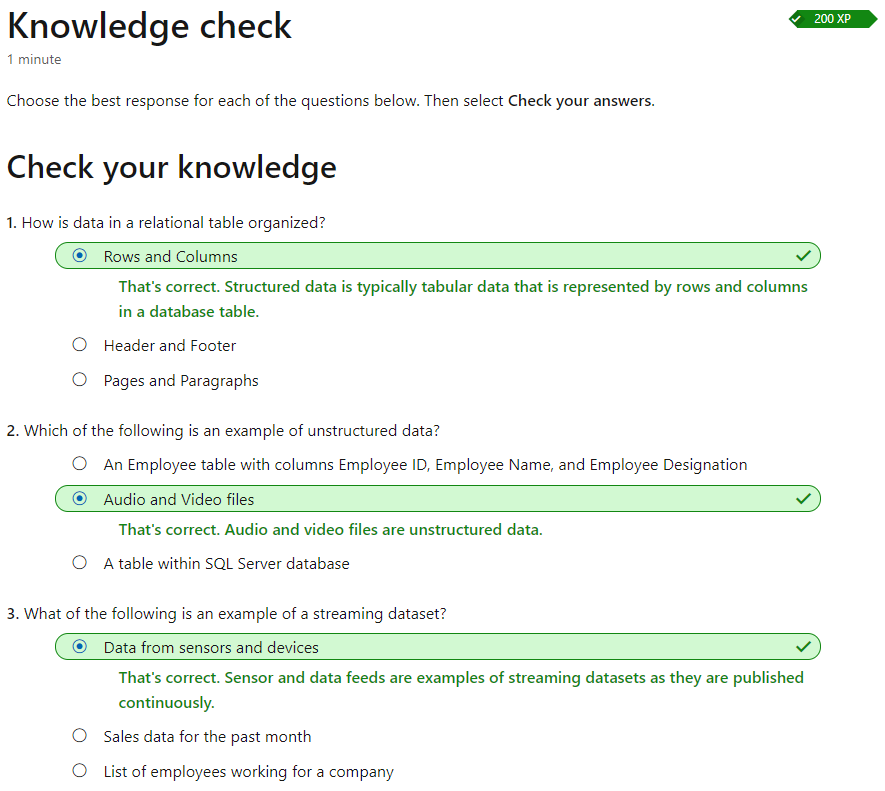 Knowledge check
200 XP
1 minute
Choose the best response for each of the questions below. Then select Check your answers.
Check your knowledge
1. How is data in a relational table organized?
Rows and Columns
That's correct. Structured data is typically tabular data that is represented by rows and columns
in a database table.
Header and Footer
Pages and Paragraphs
2. Which of the following is an example of unstructured data?
An Employee table with columns Employee ID, Employee Name, and Employee Designation
Audio and Video files
That's correct. Audio and video files are unstructured data.
A table within SQL Server database
3. What of the following is an example of a streaming dataset?
Data from sensors and devices
That's correct. Sensor and data feeds are examples of streaming datasets as they are published
continuously.
Sales data for the past month
List of employees working for a company